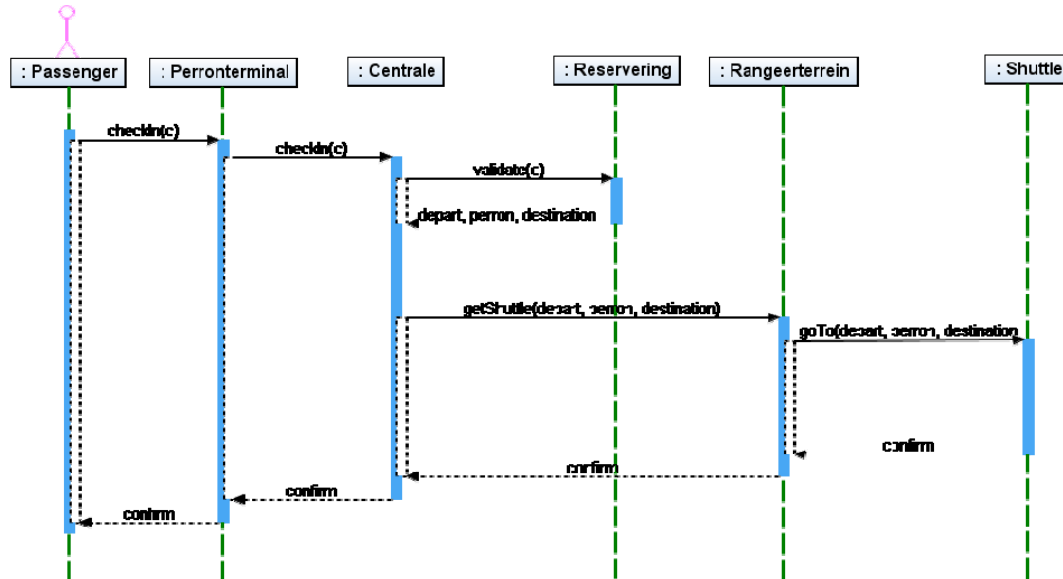 : Passenger
: Perronterminal
: Centrale
: Reservering
: Rangeerterrein
: Shuttle
checkIn(c)
checkIn(c)
validate(c)
depart, perron, destination
getShuttle(depart, perron, destination)
goTo(depart, perron, destination
confirm
confirm
confirm
confirm